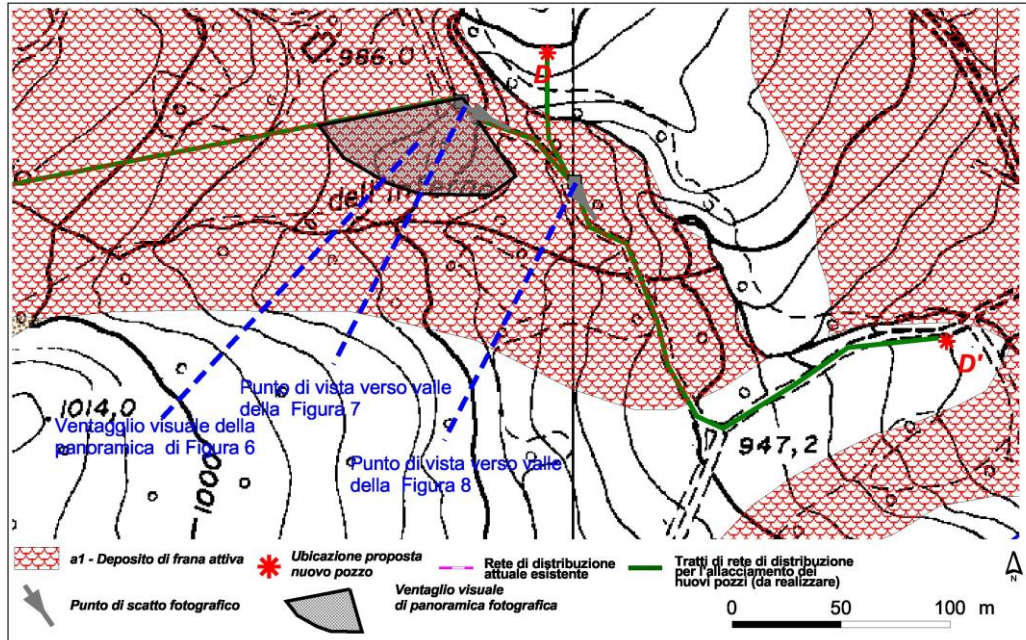 986.0
D
dell'
D'
Punto di vista verso valle
della Figura 7
1014,0
Ventagglio visuale della
panoramica di Figura 6
947,2
1000
Punto di vista verso valle
della Figura 8
a1 - Deposito di frana attiva
Ubicazione proposta
nuovo pozzo
Rete di distribuzione
attuale esistente
Tratti di rete di distribuzione
per l'allacciamento dei
nuovi pozzi (da realizzare)
N
Punto di scatto fotografico
Ventaglio visuale
di panoramica fotografica
0 50 100 m